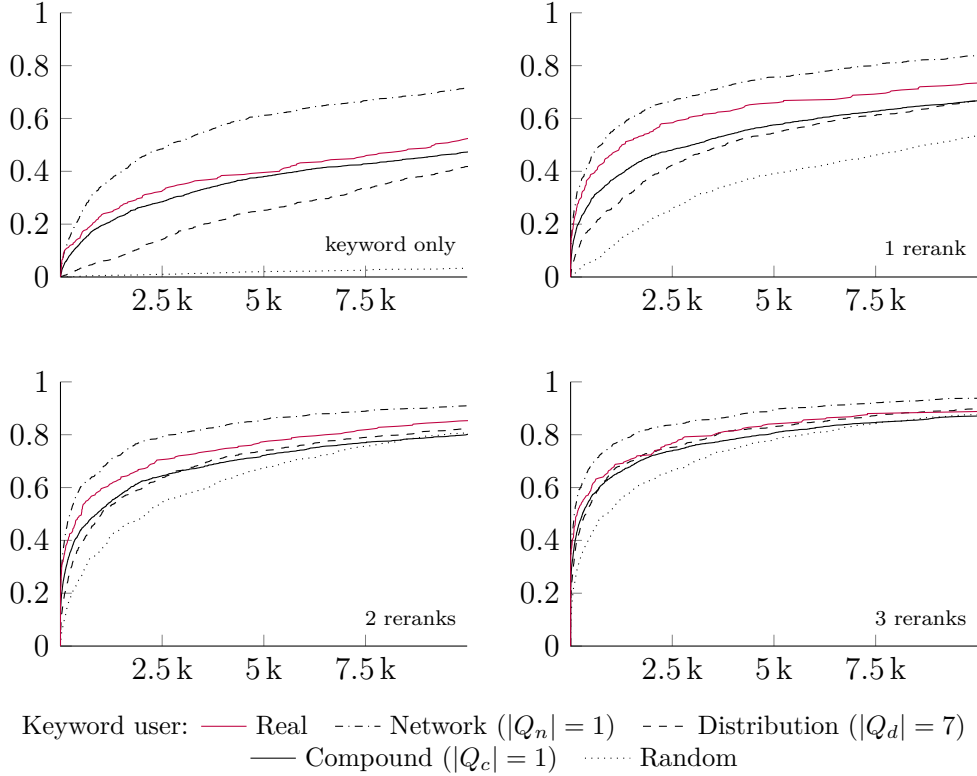 1
0.8
0.6
0.4
0.2
0
2.5 k 5 k 7.5 k
keyword only
1
0.8
0.6
0.4
0.2
0
2.5 k 5 k 7.5 k
1 rerank
1
0.8
0.6
0.4
0.2
0
2.5 k 5 k 7.5 k
2 reranks
1
0.8
0.6
0.4
0.2
0
2.5 k 5 k 7.5 k
3 reranks
Keyword user: Real Network (|Q_n| = 1) Distribution (|Q_d| = 7)
Compound (|Q_c| = 1) Random